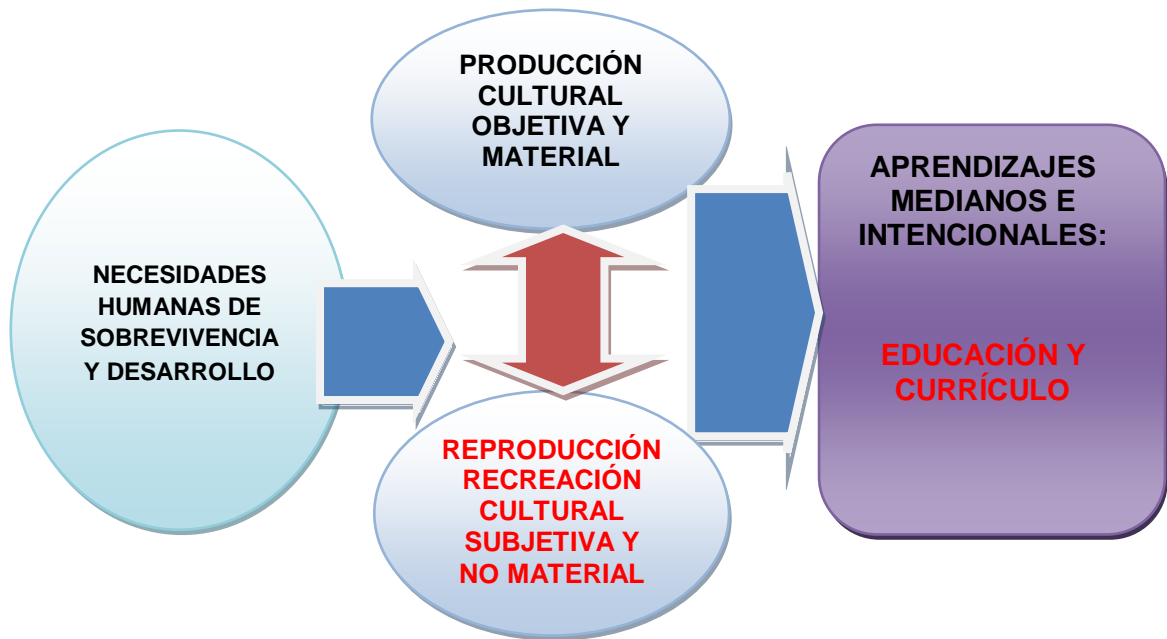 NECESIDADES
HUMANAS DE
SOBREVIVENCIA
Y DESARROLLO
PRODUCCIÓN
CULTURAL
OBJETIVA Y
MATERIAL
REPRODUCCIÓN
RECREACIÓN
CULTURAL
SUBJETIVA Y
NO MATERIAL
APRENDIZAJES
MEDIANOS E
INTENCIONALES:
EDUCACIÓN Y
CURRÍCULO